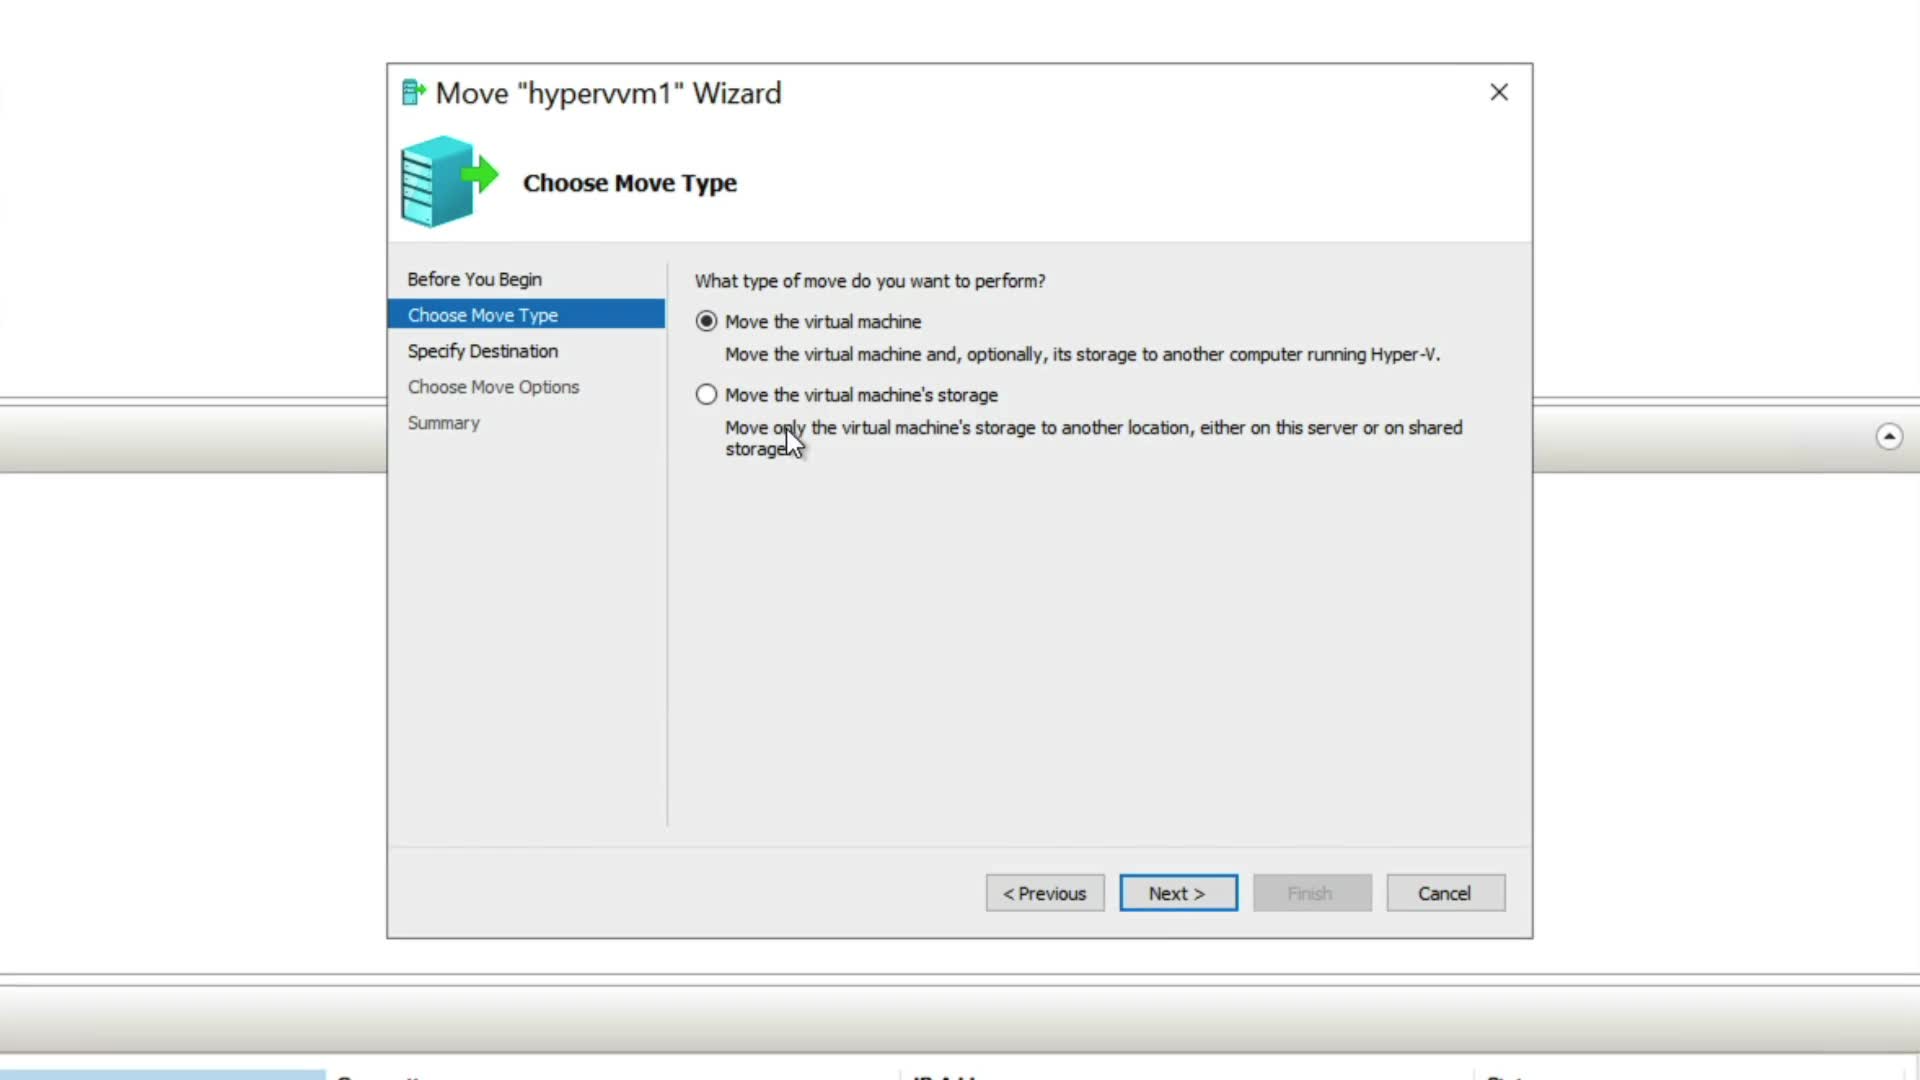 Move "hypervvm1" Wizard
Choose Move Type
Before You Begin
Choose Move Type
Specify Destination
Choose Move Options
Summary
What type of move do you want to perform?
Move the virtual machine
Move the virtual machine and, optionally, its storage to another computer running Hyper-V.
Move the virtual machine's storage
Move only the virtual machine's storage to another location, either on this server or on shared
storage.
< Previous
Next >
Finish
Cancel